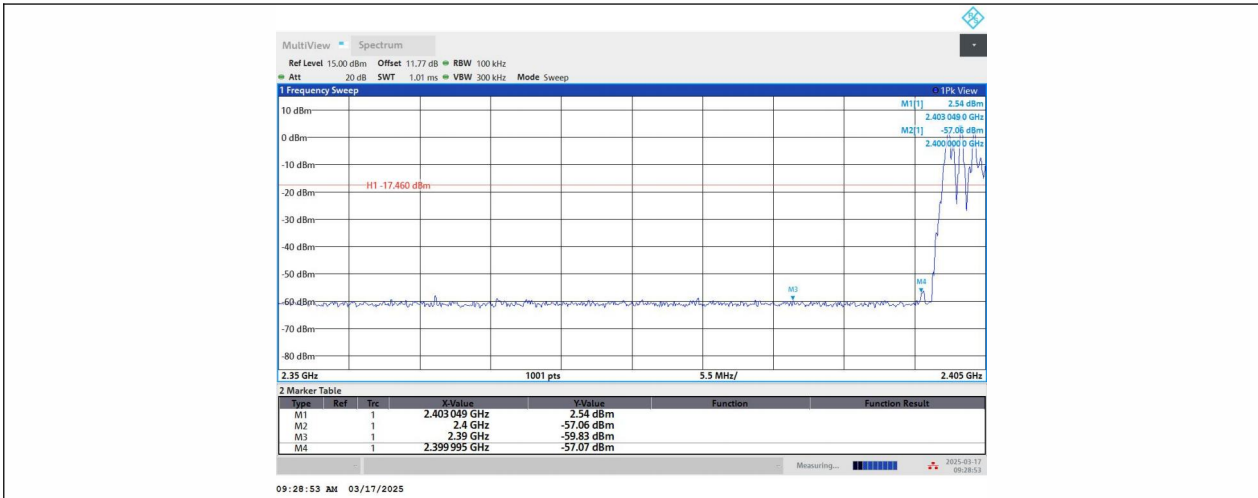 R S
MultiView Spectrum
Ref Level 15.00 dBm Offset 11.77 dB RBW 100 kHz
Att 20 dB SWT 1.01 ms VBW 300 kHz Mode Sweep
1 Frequency Sweep 1Pk View
M1[1] 2.54 dBm
2.403 049 0 GHz
M2[1] -57.06 dBm
2.400 000 0 GHz
10 dBm
0 dBm
-10 dBm
H1 -17.460 dBm
-20 dBm
-30 dBm
-40 dBm
-50 dBm
M3
M4
-60 dBm
-70 dBm
-80 dBm
2.35 GHz 1001 pts 5.5 MHz/ 2.405 GHz
2 Marker Table
Type Ref Trc X-Value Y-Value Function Function Result
M1 1 2.403 049 GHz 2.54 dBm
M2 1 2.4 GHz -57.06 dBm
M3 1 2.39 GHz -59.83 dBm
M4 1 2.399 995 GHz -57.07 dBm
Measuring... 2025-03-17
09:28:53
09:28:53 AM 03/17/2025